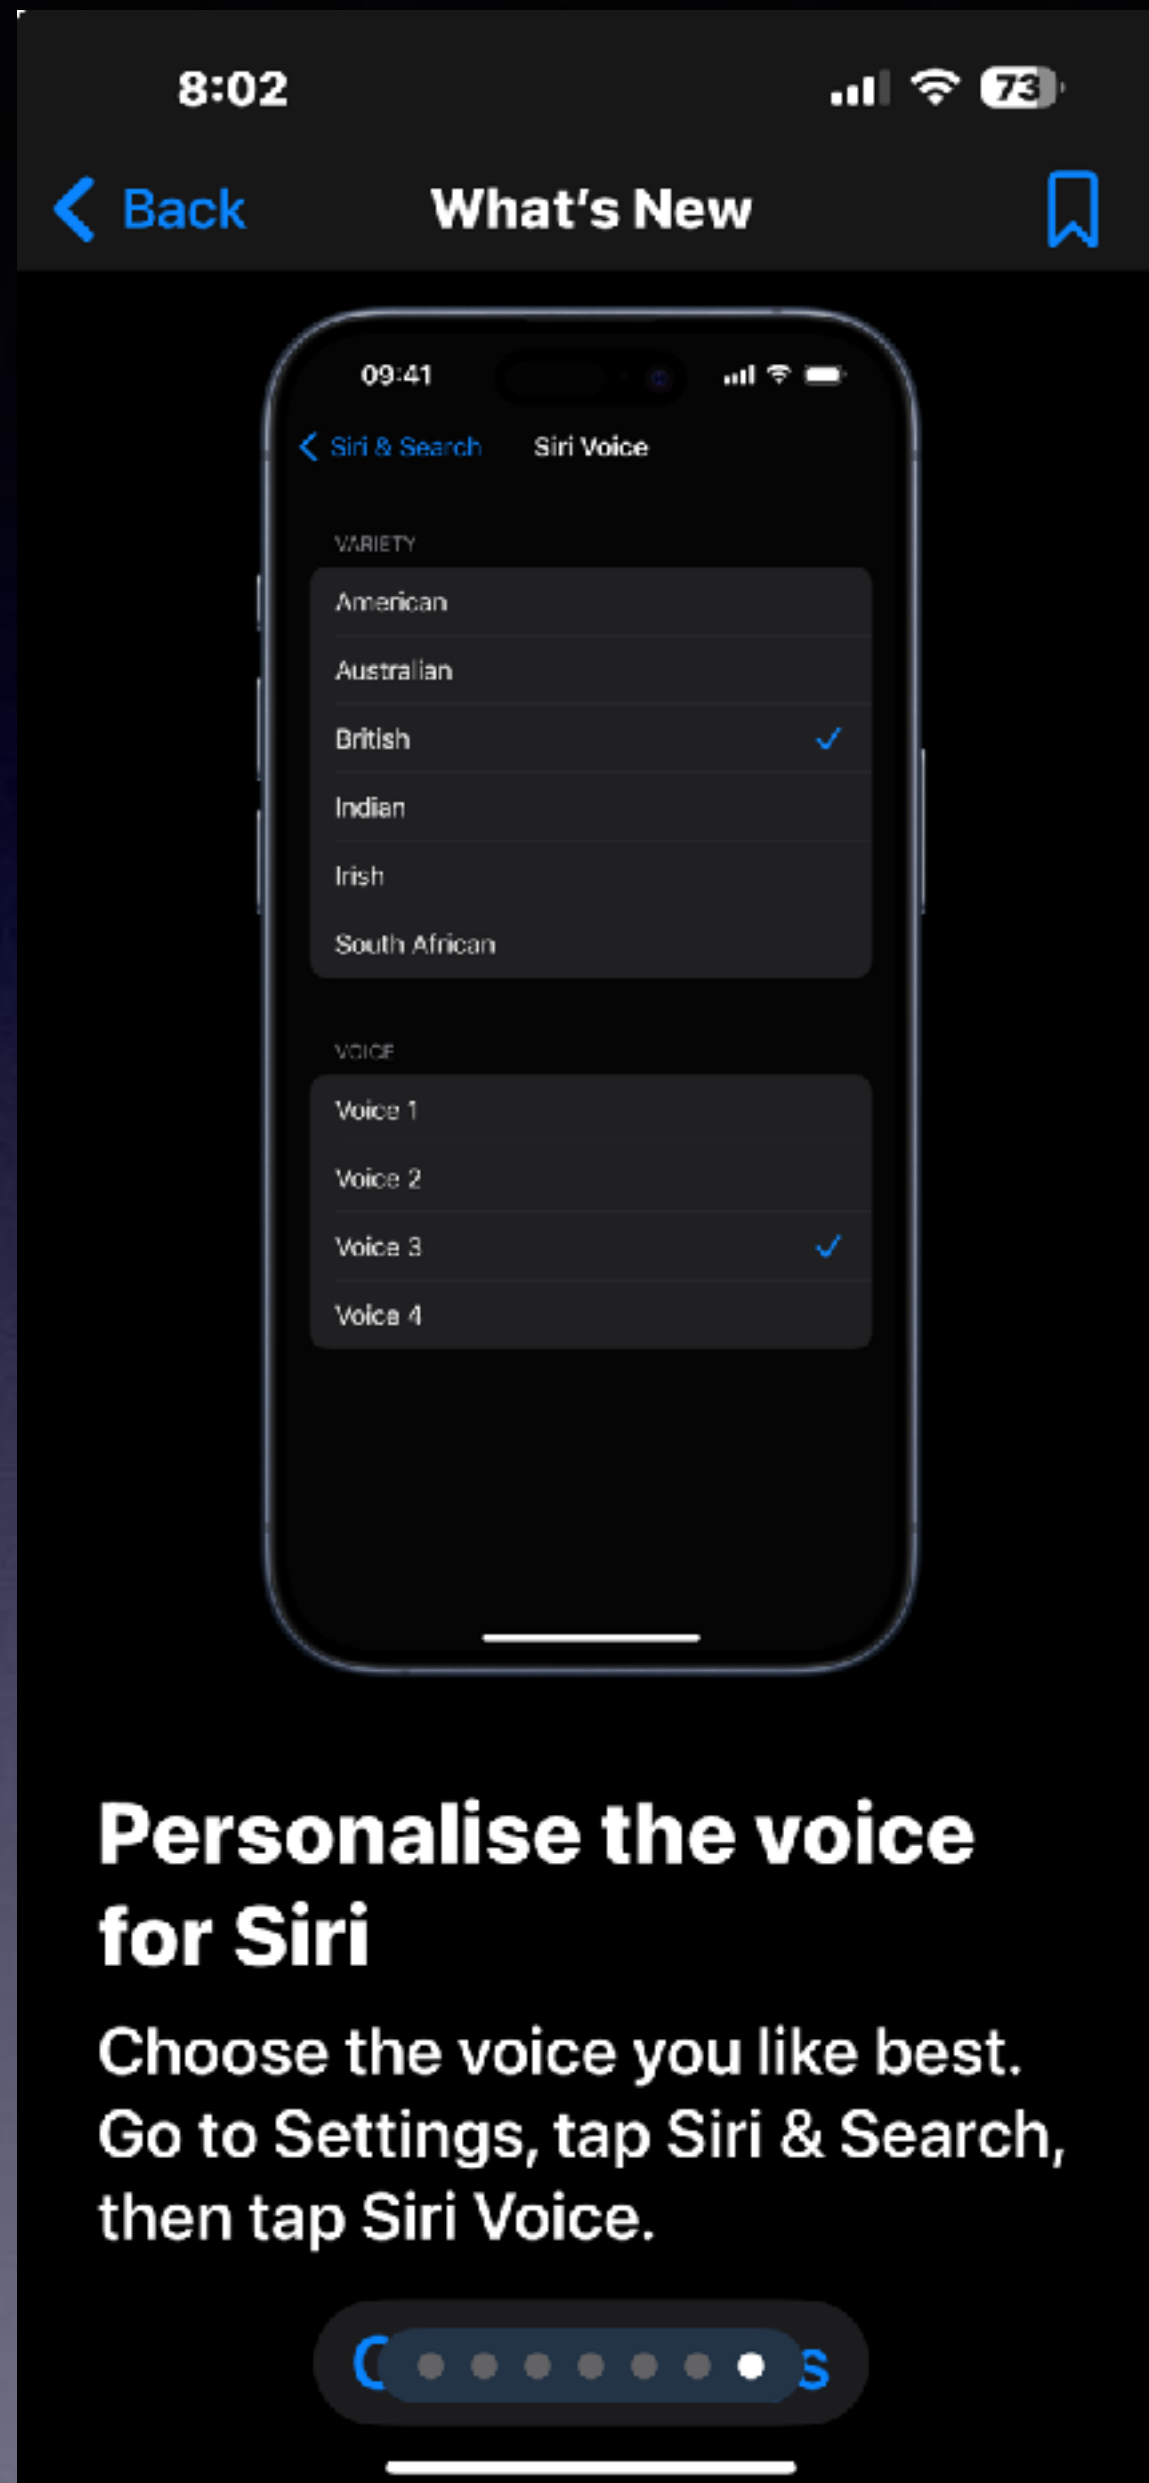 8:02 73
Back What's New
09:41
Siri & Search Siri Voice
VARIETY
American
Australian
British
Indian
Irish
South African
VOICE
Voice 1
Voice 2
Voice 3
Voice 4
Personalise the voice
for Siri
Choose the voice you like best.
Go to Settings, tap Siri & Search,
then tap Siri Voice.